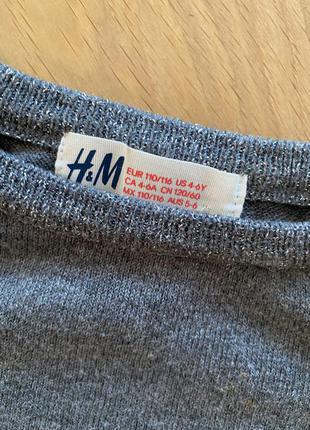 H&M
EUR 110/116 US 4-6Y
CA 4-6A CN 120/60
MX 110/116 AUS 5-6